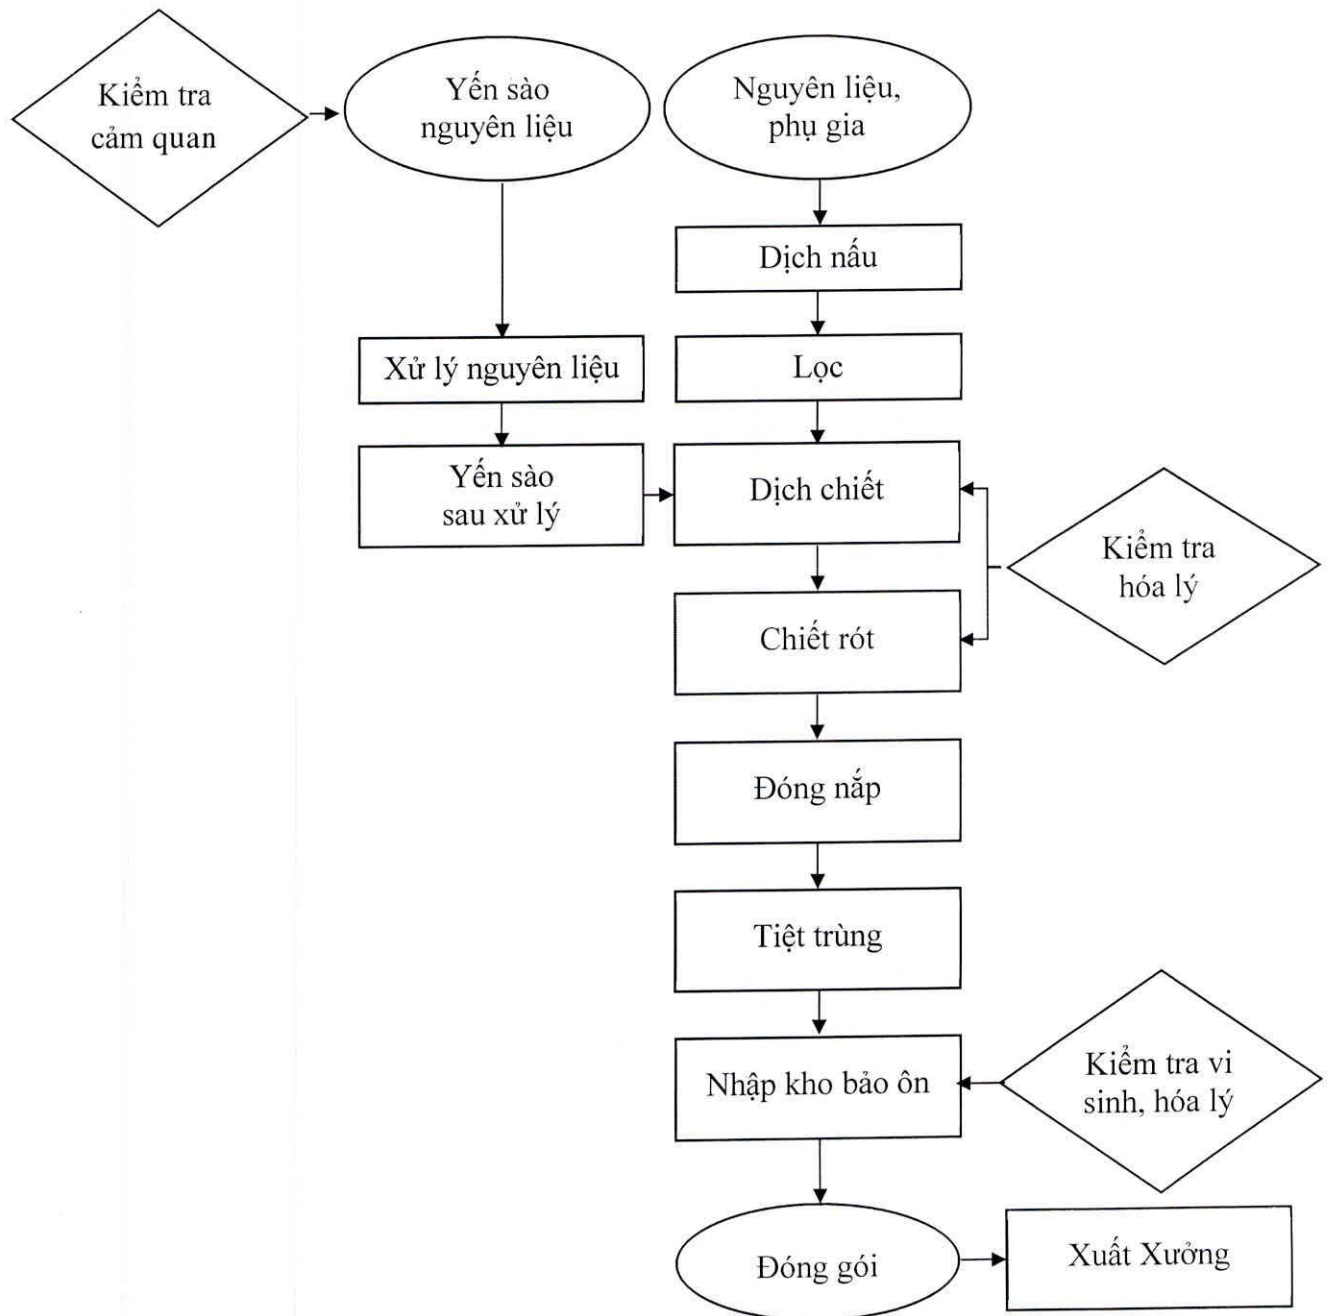 Kiểm tra
cảm quan
Yến sào
nguyên liệu
Nguyên liệu,
phụ gia
Dịch nấu
Xử lý nguyên liệu
Lọc
Yến sào
sau xử lý
Dịch chiết
Kiểm tra
hóa lý
Chiết rót
Đóng nắp
Tiệt trùng
Nhập kho bảo ôn
Kiểm tra vi
sinh, hóa lý
Đóng gói
Xuất Xưởng